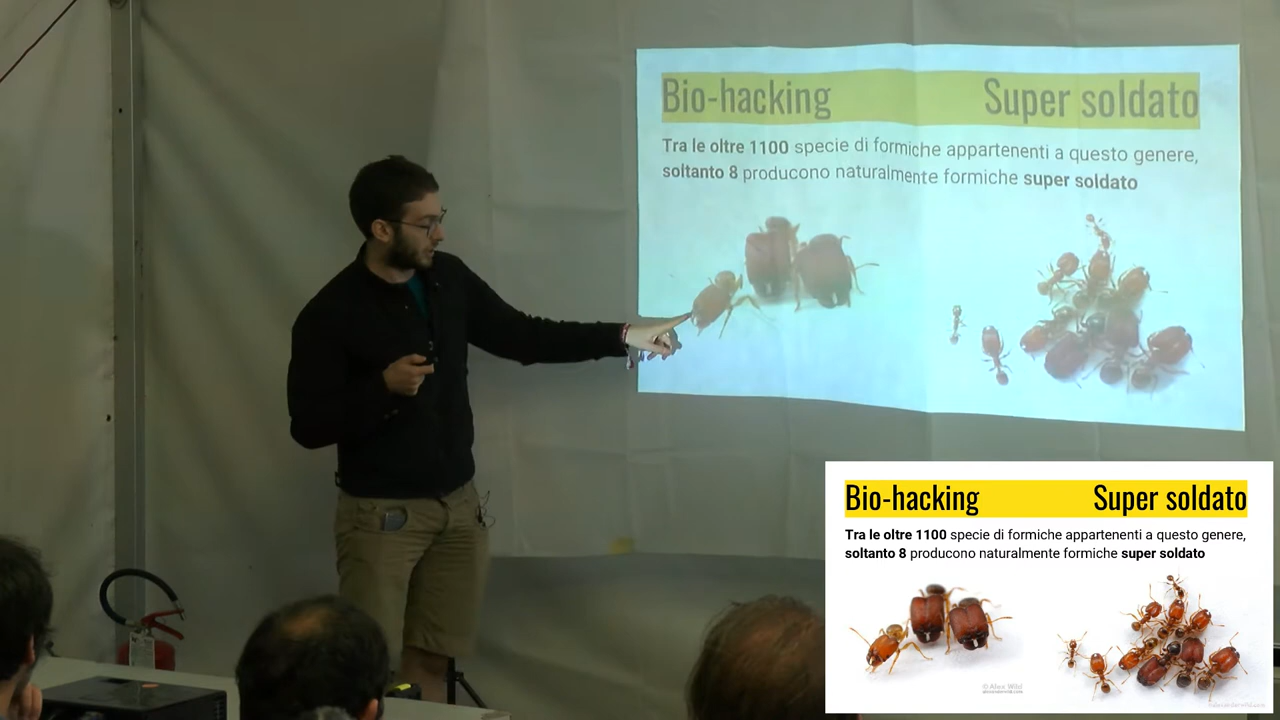 Bio-hacking Super soldato
Tra le oltre 1100 specie di formiche appartenenti a questo genere,
soltanto 8 producono naturalmente formiche super soldato
Bio-hacking Super soldato
Tra le oltre 1100 specie di formiche appartenenti a questo genere,
soltanto 8 producono naturalmente formiche super soldato
© Alex Wild